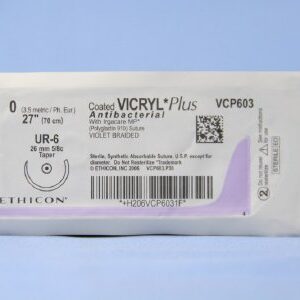 0 (3.5 metric / Ph. Eur.)
27" (70 cm)
UR-6
26 mm 5/8c
Taper
ETHICON
Coated VICRYL* Plus
VCP603
Antibacterial
With Irgacare MP*
(Polyglactin 910) Suture
VIOLET BRAIDED
Sterile, Synthetic Absorbable Suture, U.S.P. except for
diameter. Do Not Resterilize *Trademark
© ETHICON, INC 2006.
*+H206VCP6031F*
STERILE EO
2